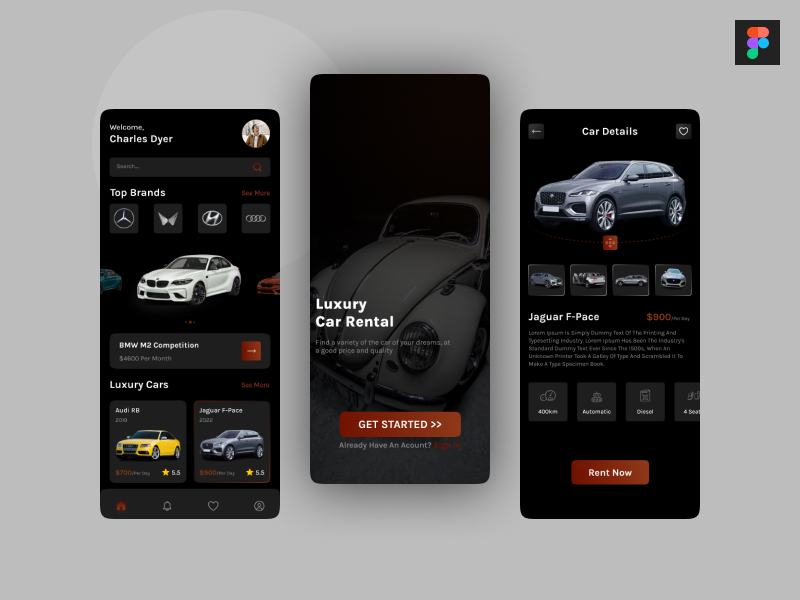 Welcome,
Charles Dyer
Search...
Top Brands
See More
BMW M2 Competition
$4600 Per Month
Luxury Cars
See More
Audi RB
2019
$700/Per Day
5.5
Jaguar F-Pace
2022
$900/Per Day
5.5
Luxury
Car Rental
Find a variety of the car of your dreams, at
a good price and quality
GET STARTED >>
Already Have An Acount? Sign In
Car Details
Jaguar F-Pace
$900/Per Day
Lorem Ipsum Is Simply Dummy Text Of The Printing And
Typesetting Industry. Lorem Ipsum Has Been The Industry's
Standard Dummy Text Ever Since The 1500s, When An
Unknown Printer Took A Galley Of Type And Scrambled It To
Make A Type Specimen Book.
400km
Automatic
Diesel
4 Seat
Rent Now